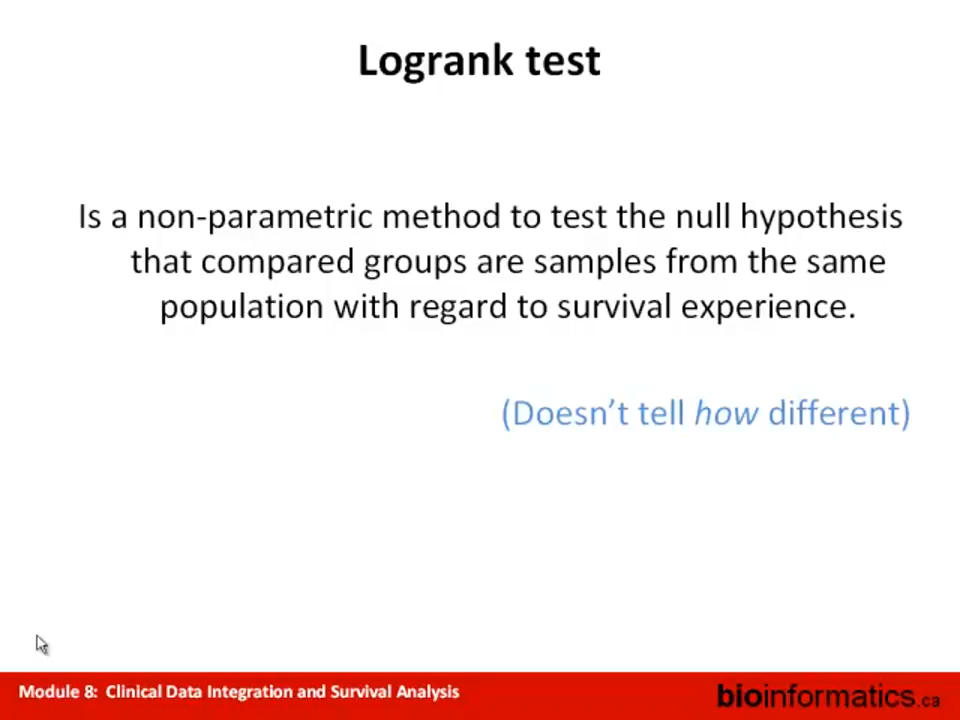 Logrank test
Is a non-parametric method to test the null hypothesis
that compared groups are samples from the same
population with regard to survival experience.
(Doesn’t tell how different)
Module 8: Clinical Data Integration and Survival Analysis
bioinformatics.ca